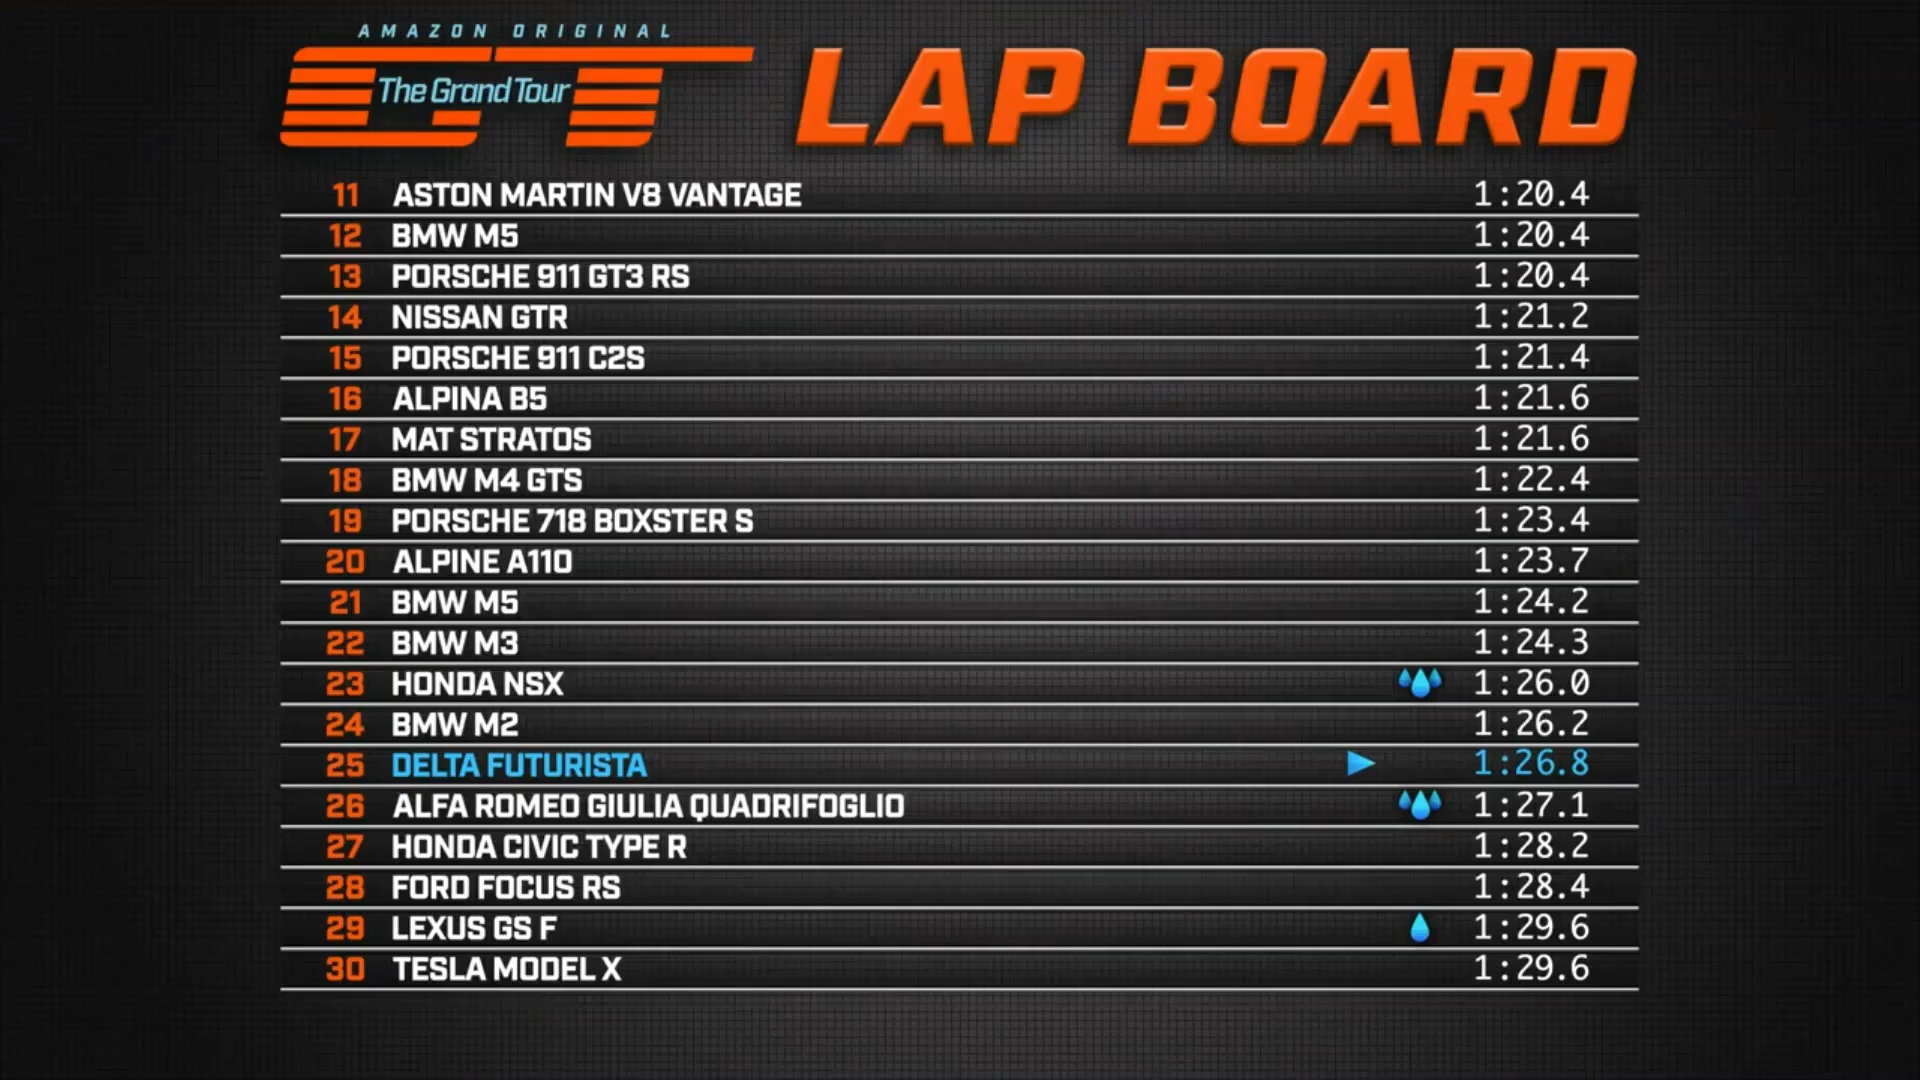 AMAZON ORIGINAL
The Grand Tour
LAP BOARD
11 ASTON MARTIN V8 VANTAGE 1:20.4
12 BMW M5 1:20.4
13 PORSCHE 911 GT3 RS 1:20.4
14 NISSAN GTR 1:21.2
15 PORSCHE 911 C2S 1:21.4
16 ALPINA B5 1:21.6
17 MAT STRATOS 1:21.6
18 BMW M4 GTS 1:22.4
19 PORSCHE 718 BOXSTER S 1:23.4
20 ALPINE A110 1:23.7
21 BMW M5 1:24.2
22 BMW M3 1:24.3
23 HONDA NSX 1:26.0
24 BMW M2 1:26.2
25 DELTA FUTURISTA 1:26.8
26 ALFA ROMEO GIULIA QUADRIFOGLIO 1:27.1
27 HONDA CIVIC TYPE R 1:28.2
28 FORD FOCUS RS 1:28.4
29 LEXUS GS F 1:29.6
30 TESLA MODEL X 1:29.6